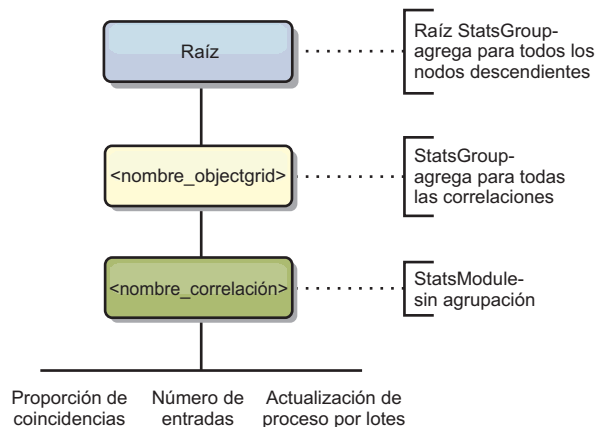 Raíz
Raíz StatsGroup-
agrega para todos los
nodos descendientes
<nombre_objectgrid>
StatsGroup-
agrega para todas
las correlaciones
<nombre_correlación>
StatsModule-
sin agrupación
Proporción de
coincidencias
Número de
entradas
Actualización de
proceso por lotes